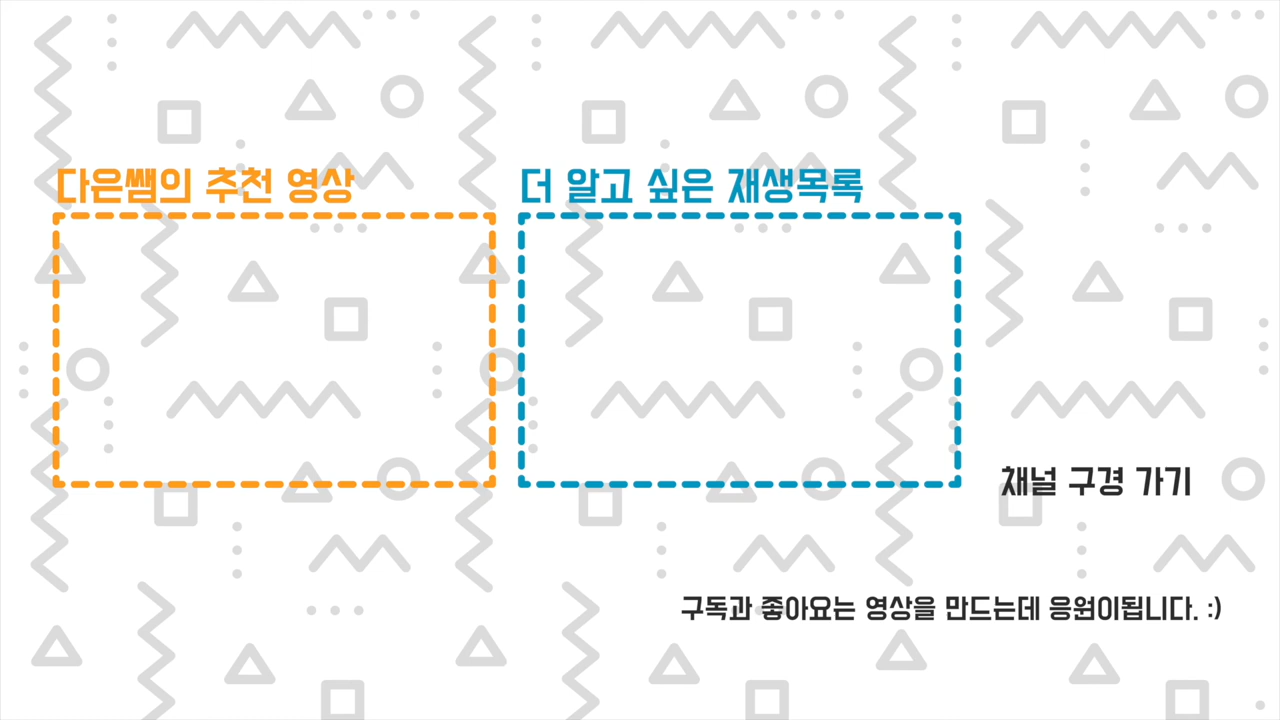 다은쌤의 추천 영상
더 알고 싶은 재생목록
채널 구경 가기
구독과 좋아요는 영상을 만드는데 응원이됩니다. :)